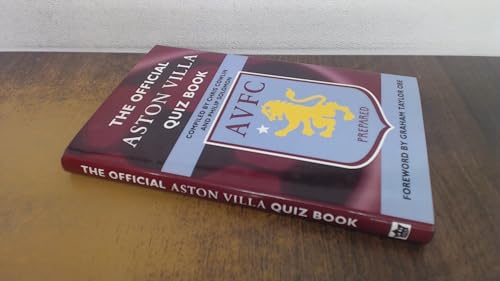 THE OFFICIAL
ASTON VILLA
QUIZ BOOK
COMPILED BY CHRIS COWLIN
AND PHILIP SOLOMON
AVFC
PREPARED
FOREWORD BY GRAHAM TAYLOR OBE
THE OFFICIAL ASTON VILLA QUIZ BOOK